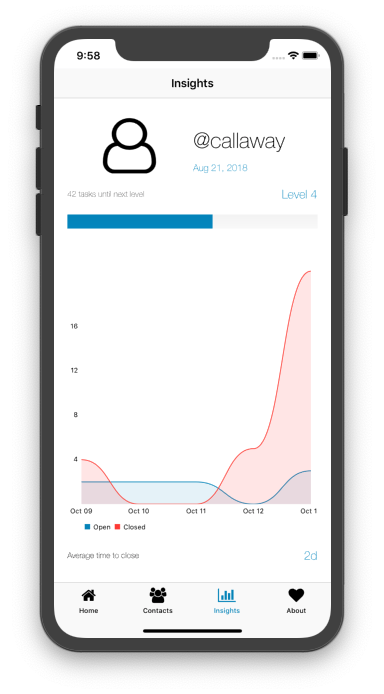 9:58
Insights
@callaway
Aug 21, 2018
42 tasks until next level
Level 4
16
12
8
4
Oct 09 Oct 10 Oct 11 Oct 12 Oct 1
Open Closed
Average time to close 2d
Home Contacts Insights About